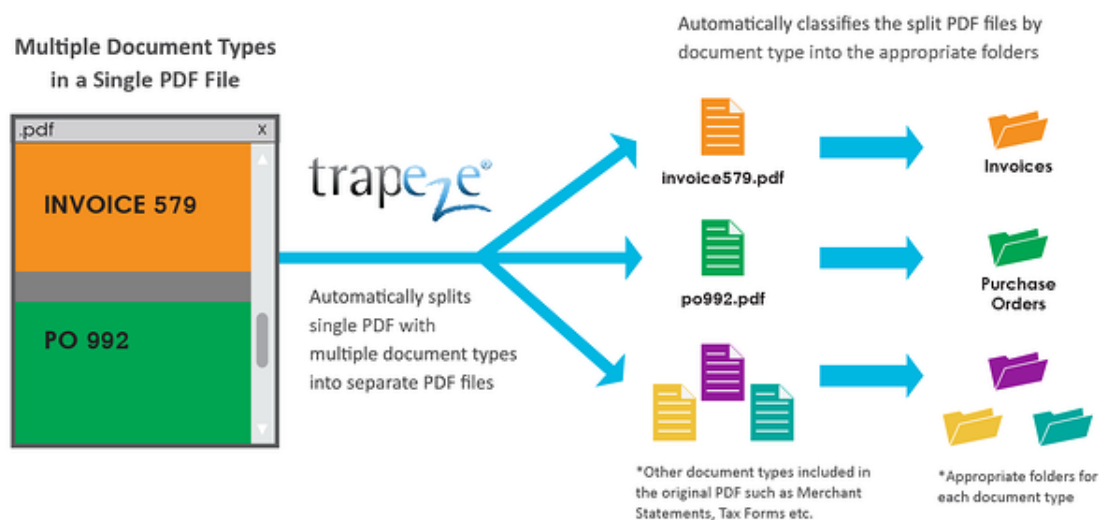 Multiple Document Types
in a Single PDF File
.pdf X
INVOICE 579
PO 992
trapeze®
Automatically splits
single PDF with
multiple document types
into separate PDF files
Automatically classifies the split PDF files by
document type into the appropriate folders
invoice579.pdf
Invoices
po992.pdf
Purchase
Orders
*Other document types included in
the original PDF such as Merchant
Statements, Tax Forms etc.
*Appropriate folders for
each document type